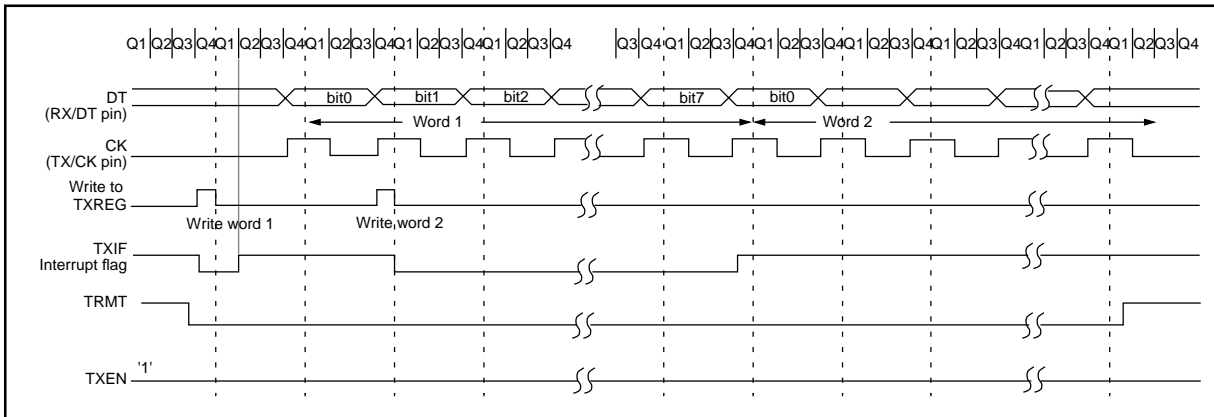 Q1 Q2 Q3 Q4 Q1 Q2 Q3 Q4 Q1 Q2 Q3 Q4 Q1 Q2 Q3 Q4 Q1 Q2 Q3 Q4 Q3 Q4 Q1 Q2 Q3 Q4 Q1 Q2 Q3 Q4 Q1 Q2 Q3 Q4 Q1 Q2 Q3 Q4 Q1 Q2 Q3 Q4 Q1 Q2 Q3 Q4
DT
(RX/DT pin)
bit0 bit1 bit2 bit7 bit0
Word 1 Word 2
CK
(TX/CK pin)
Write to
TXREG
Write word 1 Write word 2
TXIF
Interrupt flag
TRMT
TXEN '1'